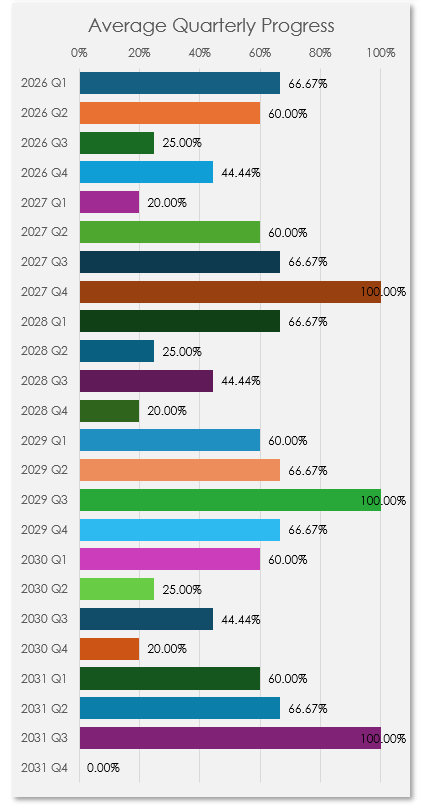 Average Quarterly Progress
0% 20% 40% 60% 80% 100%
2026 Q1 66.67%
2026 Q2 60.00%
2026 Q3 25.00%
2026 Q4 44.44%
2027 Q1 20.00%
2027 Q2 60.00%
2027 Q3 66.67%
2027 Q4 100.00%
2028 Q1 66.67%
2028 Q2 25.00%
2028 Q3 44.44%
2028 Q4 20.00%
2029 Q1 60.00%
2029 Q2 66.67%
2029 Q3 100.00%
2029 Q4 66.67%
2030 Q1 60.00%
2030 Q2 25.00%
2030 Q3 44.44%
2030 Q4 20.00%
2031 Q1 60.00%
2031 Q2 66.67%
2031 Q3 100.00%
2031 Q4 0.00%